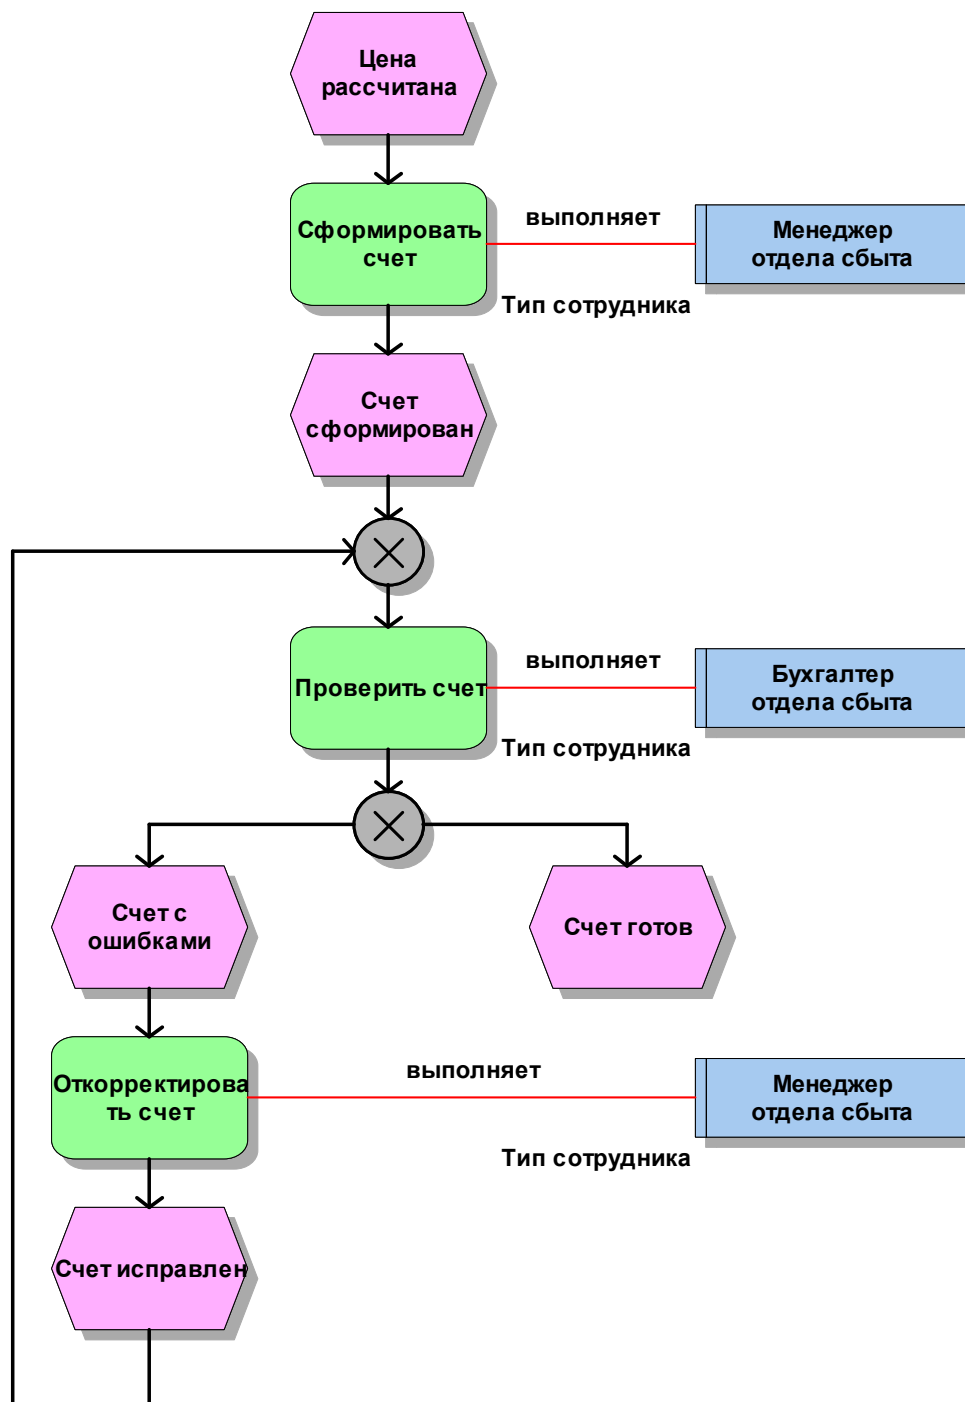 Цена
рассчитана
Сформировать
счет
выполняет
Менеджер
отдела сбыта
Тип сотрудника
Счет
сформирован
Проверить счет
выполняет
Бухгалтер
отдела сбыта
Тип сотрудника
Счет с
ошибками
Счет готов
Откорректирова
ть счет
выполняет
Менеджер
отдела сбыта
Тип сотрудника
Счет исправлен